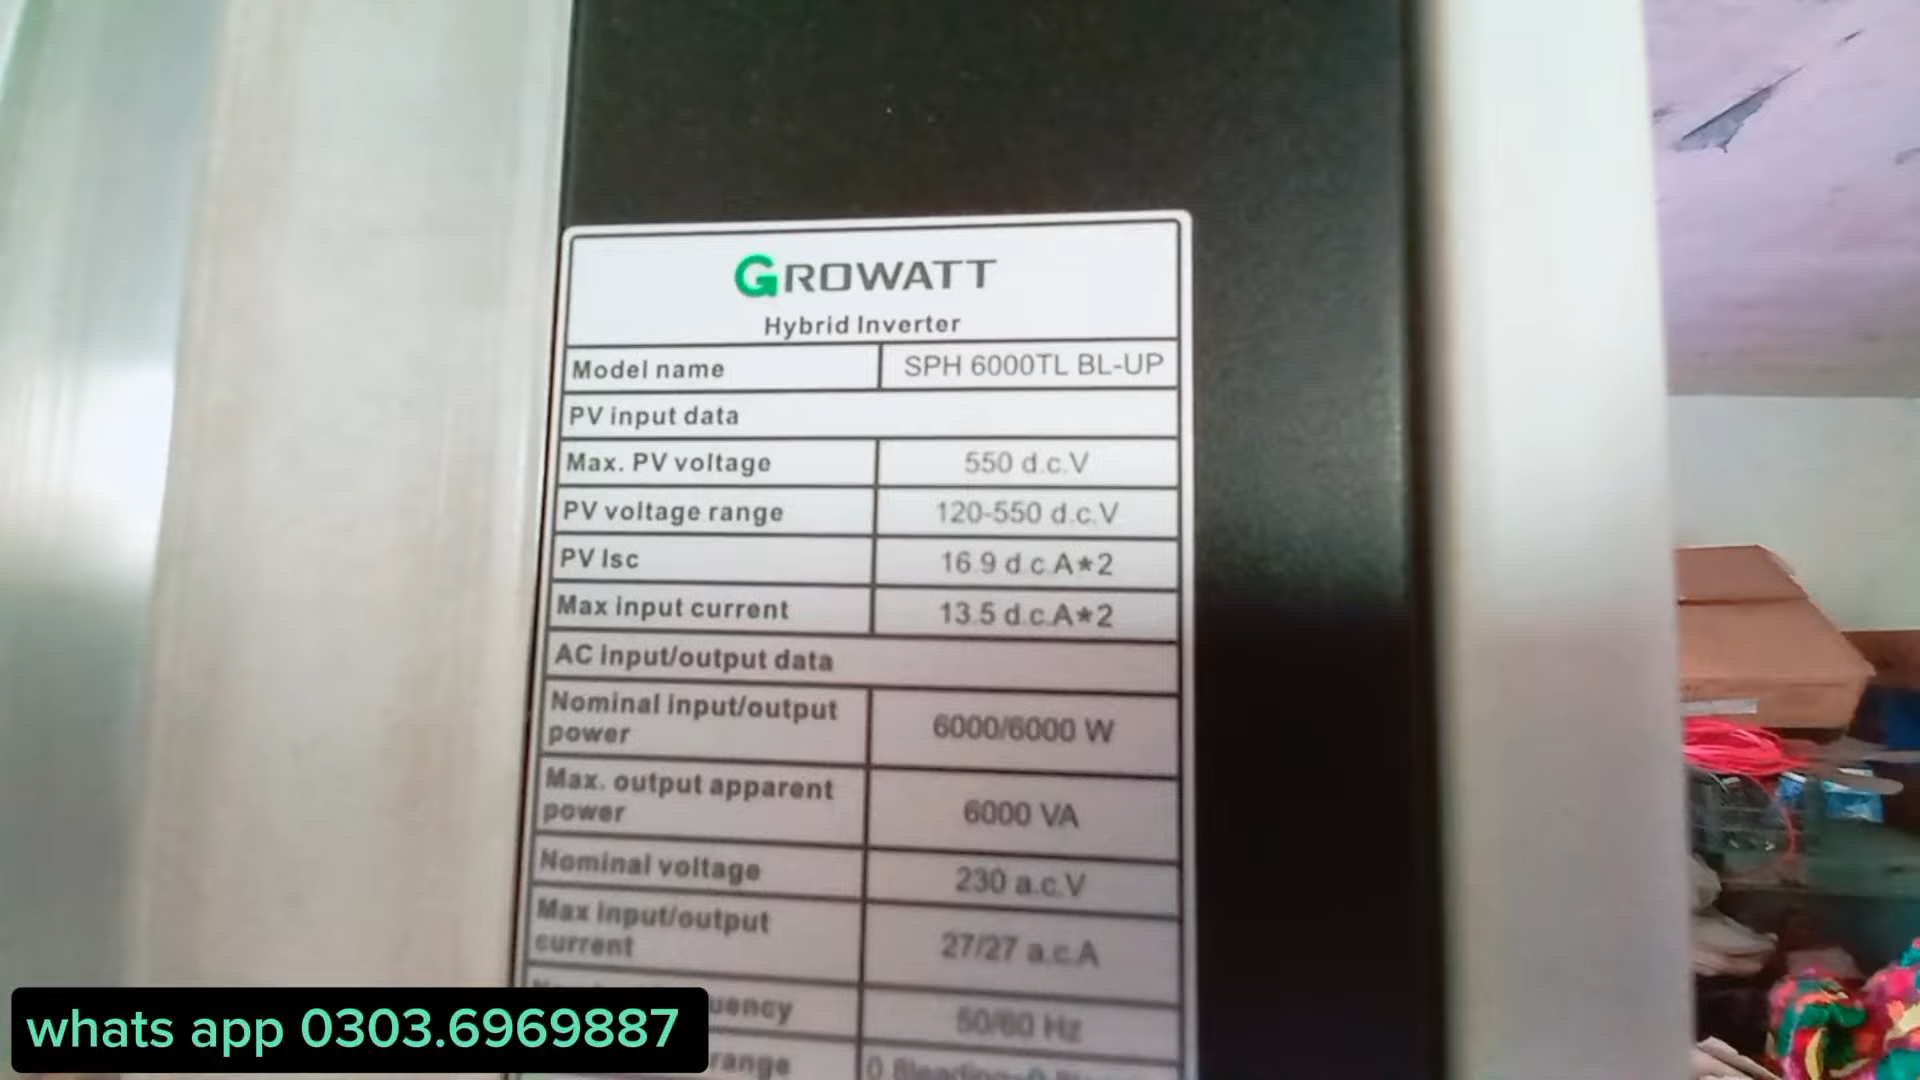 GROWATT
Hybrid Inverter
Model name SPH 6000TL BL-UP
PV input data
Max. PV voltage 550 d.c.V
PV voltage range 120-550 d.c.V
PV Isc 16.9 d.c.A*2
Max input current 13.5 d.c.A*2
AC input/output data
Nominal input/output
power 6000/6000 W
Max. output apparent
power 6000 VA
Nominal voltage 230 a.c.V
Max input/output
current 27/27 a.c.A
50/60 Hz
range
whats app 0303.6969887